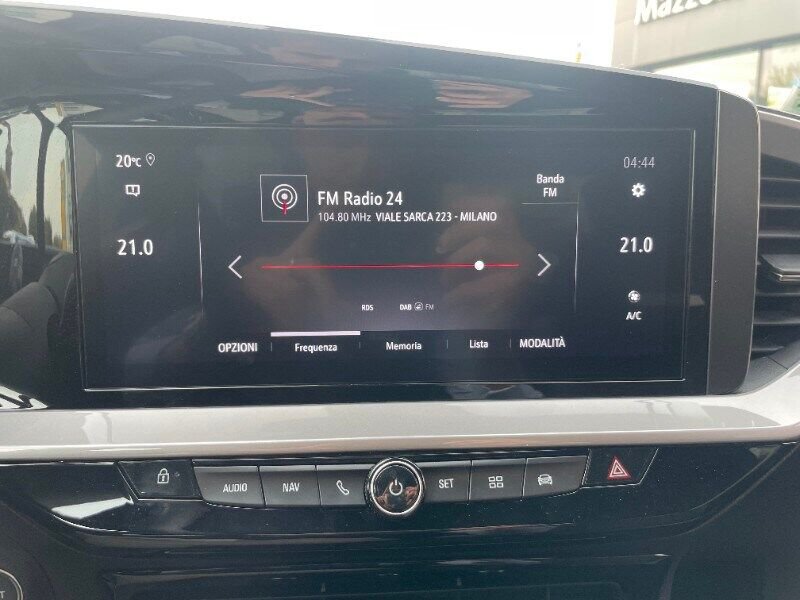 20°C
04:44
Banda
FM
FM Radio 24
104.80 MHz VIALE SARCA 223 - MILANO
21.0
21.0
RDS DAB FM
A/C
OPZIONI Frequenza Memoria Lista MODALITÀ
AUDIO NAV SET